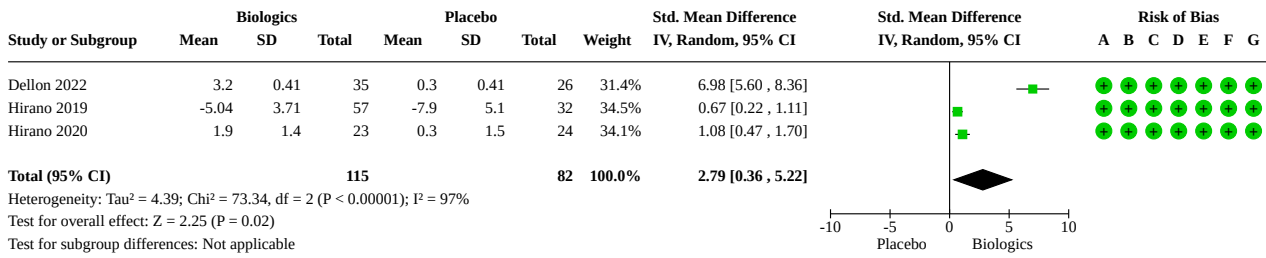 Biologics Placebo Std. Mean Difference Std. Mean Difference Risk of Bias
Study or Subgroup Mean SD Total Mean SD Total Weight IV, Random, 95% CI IV, Random, 95% CI A B C D E F G
Dellon 2022 3.2 0.41 35 0.3 0.41 26 31.4% 6.98 [5.60 , 8.36] + + + + + + +
Hirano 2019 -5.04 3.71 57 -7.9 5.1 32 34.5% 0.67 [0.22 , 1.11] + + + + + + +
Hirano 2020 1.9 1.4 23 0.3 1.5 24 34.1% 1.08 [0.47 , 1.70] + + + + + + +
Total (95% CI) 115 82 100.0% 2.79 [0.36 , 5.22]
Heterogeneity: Tau² = 4.39; Chi² = 73.34, df = 2 (P < 0.00001); I² = 97%
Test for overall effect: Z = 2.25 (P = 0.02)
-10 -5 0 5 10
Test for subgroup differences: Not applicable
Placebo Biologics